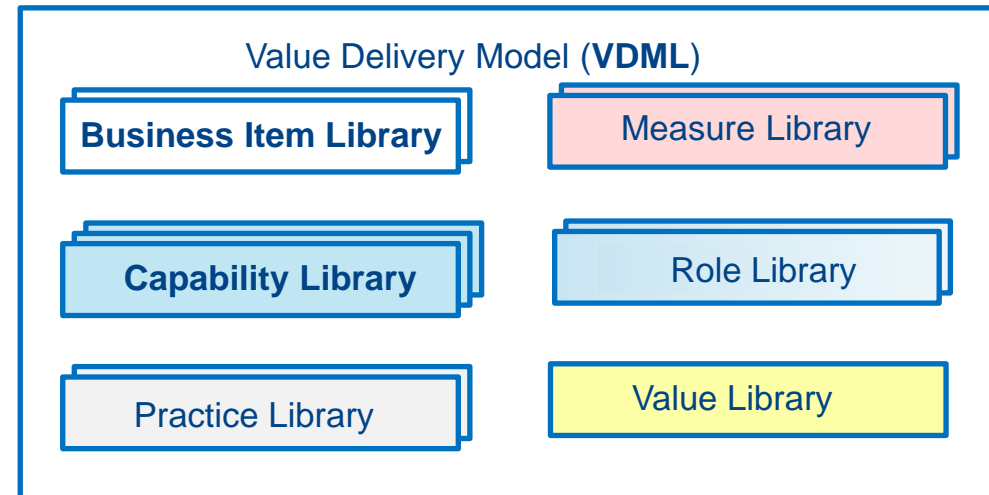 Value Delivery Model (VDML)
Business Item Library
Measure Library
Capability Library
Role Library
Practice Library
Value Library